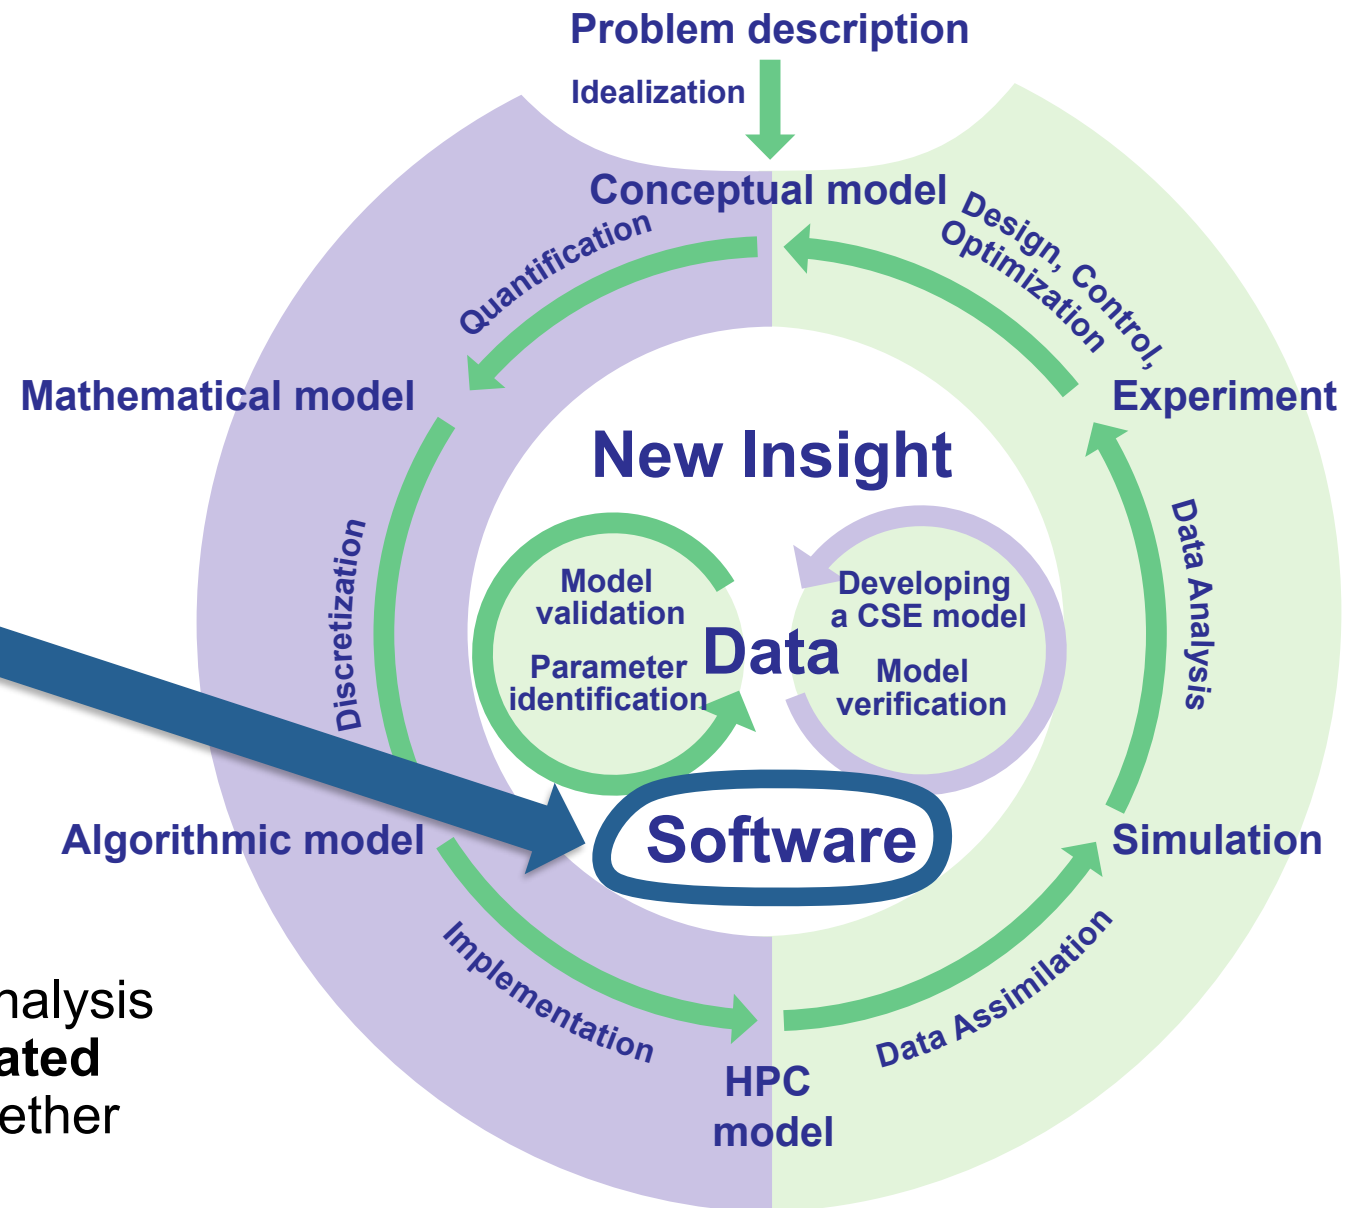 Problem description
Idealization
Conceptual model
Quantification
Design, Control,
Optimization
Mathematical model
Experiment
New Insight
Discretization
Data Analysis
Model
validation
Parameter
identification
Data
Developing
a CSE model
Model
verification
Algorithmic model
Software
Simulation
Implementation
Data Assimilation
HPC
model
nalysis
ated
ether